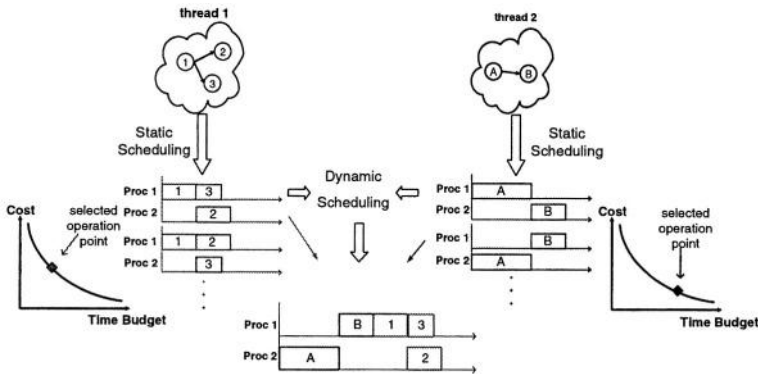 thread 1
thread 2
1
2
3
A
B
Static
Scheduling
Static
Scheduling
Dynamic
Scheduling
Proc 1
1
3
Proc 2
2
Proc 1
1
2
Proc 2
3
Proc 1
A
Proc 2
B
Proc 1
B
Proc 2
A
Cost
selected
operation
point
Time Budget
Cost
selected
operation
point
Time Budget
Proc 1
B
1
3
Proc 2
A
2